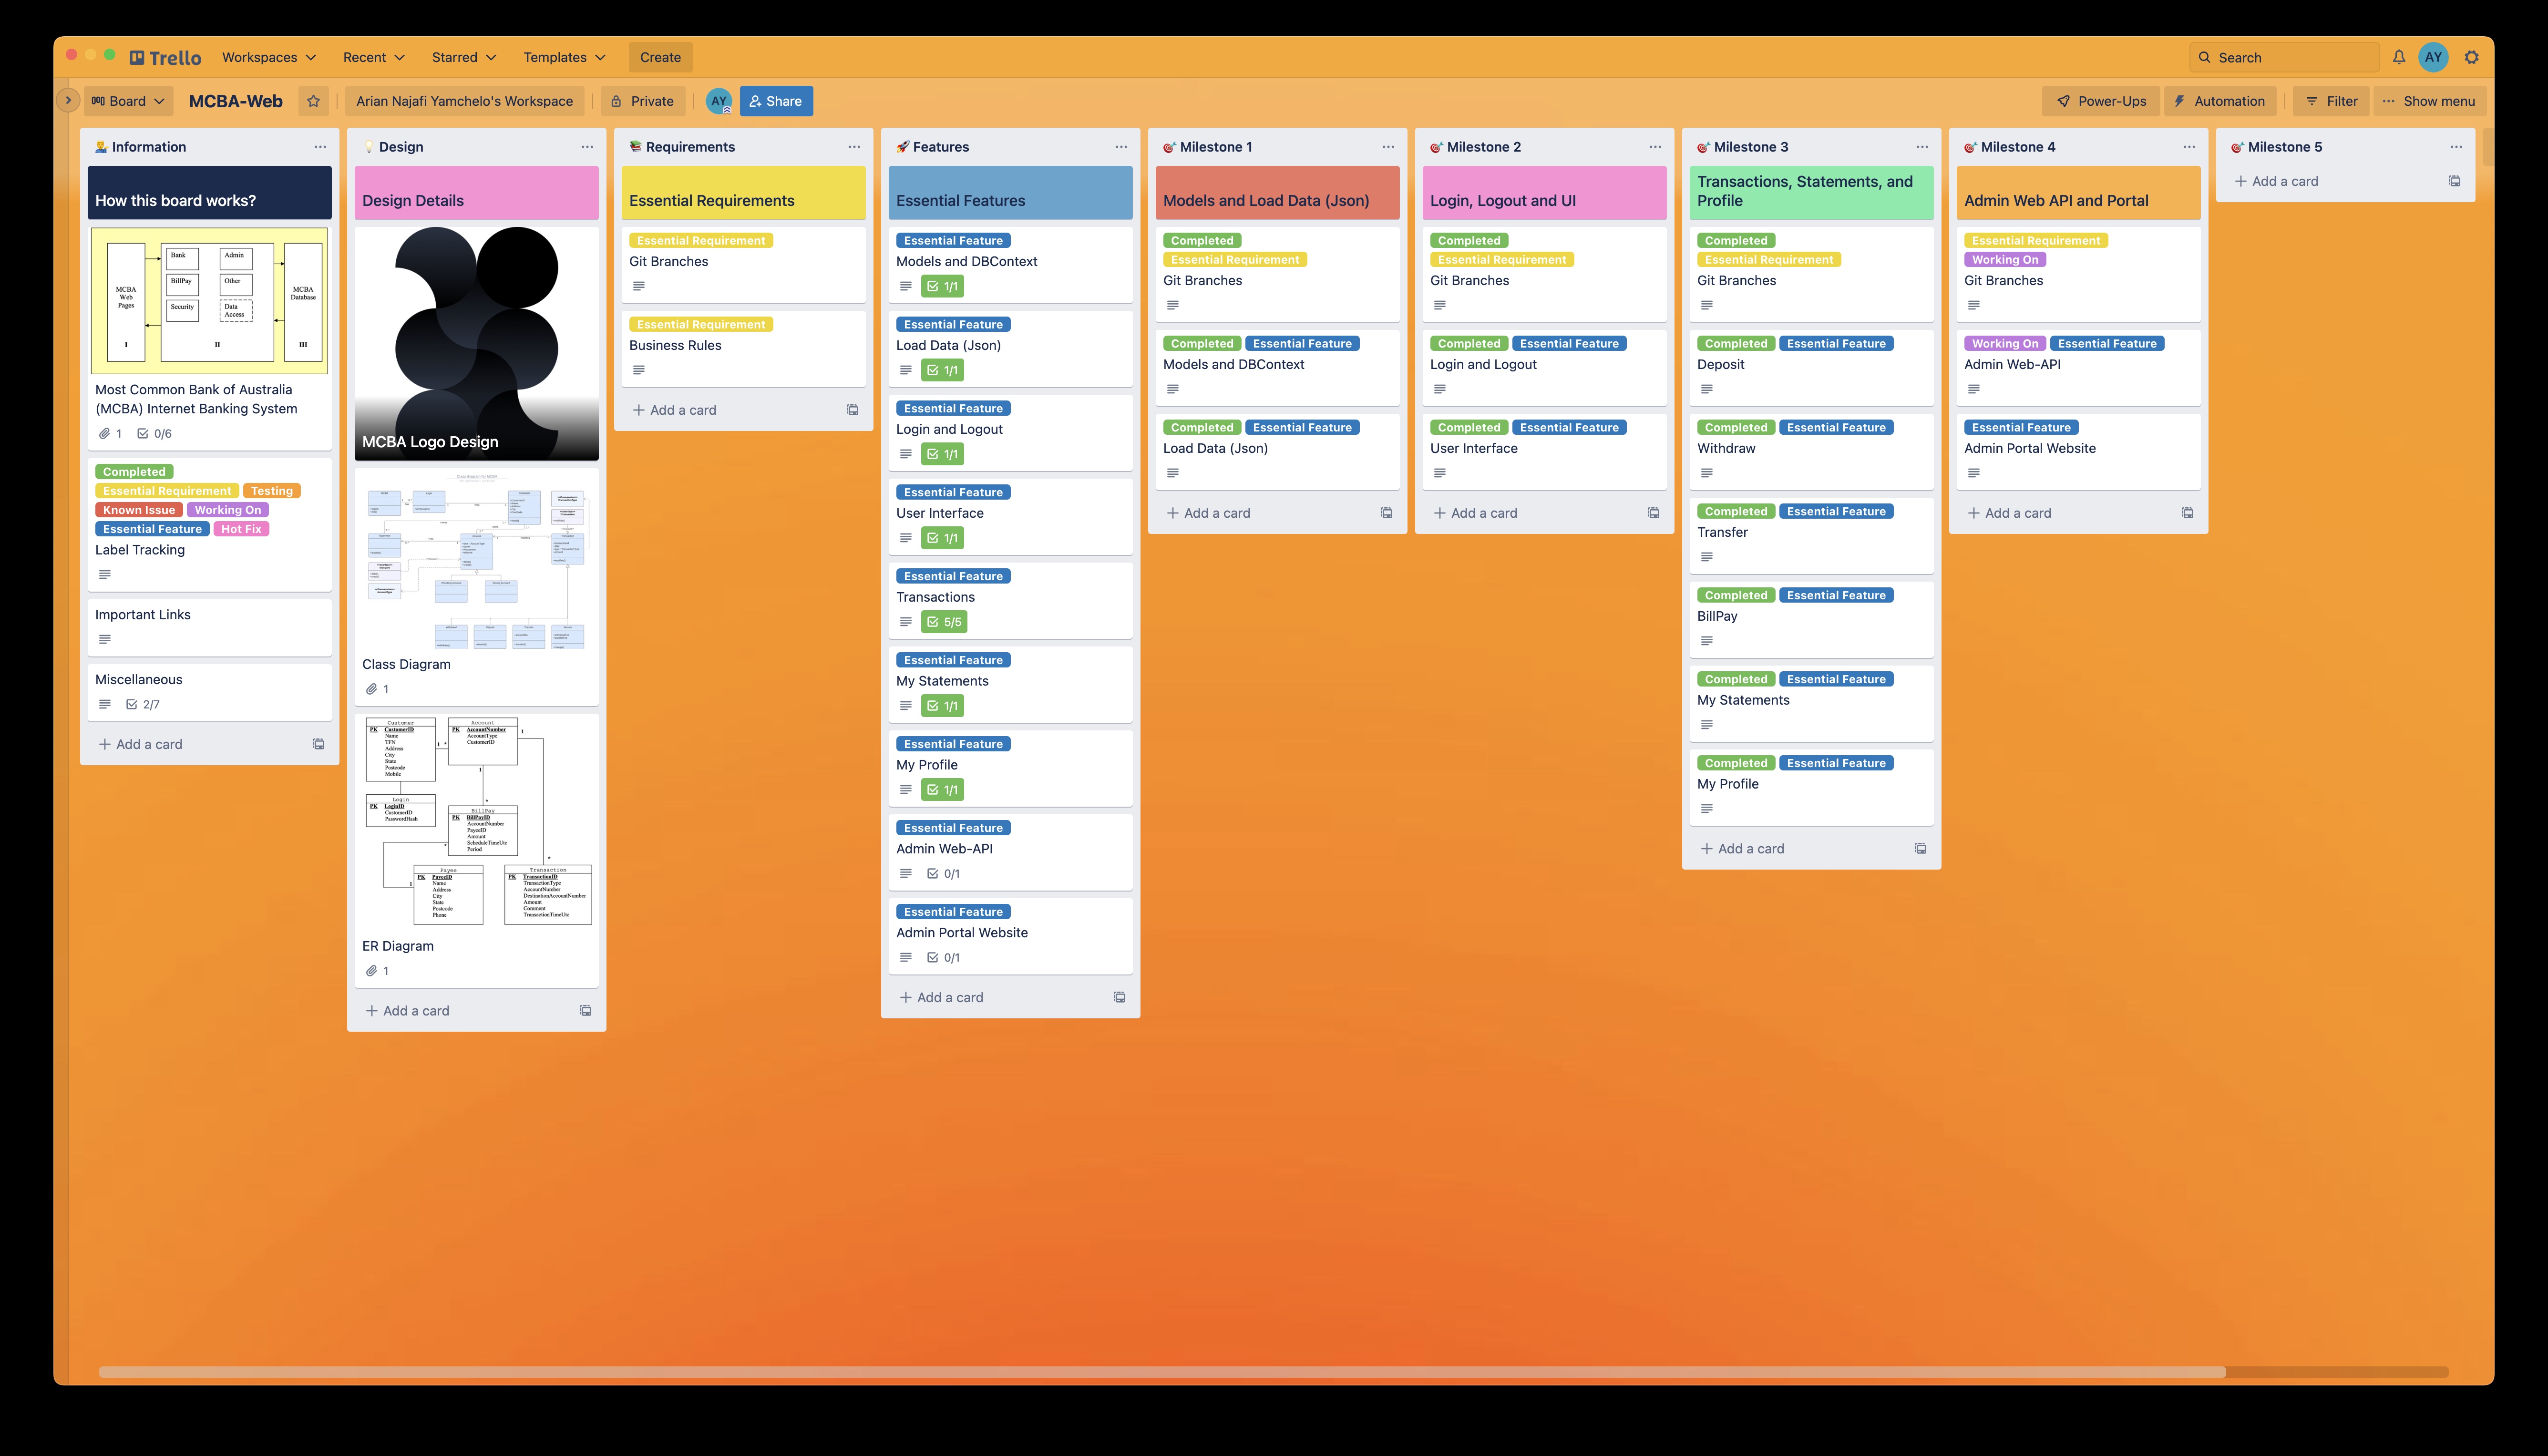 Trello
Workspaces
Recent
Starred
Templates
Create
Search
AY
Board
MCBA-Web
Arian Najafi Yamchelo's Workspace
Private
AY
Share
Power-Ups
Automation
Filter
Show menu
Information
How this board works?
MCBA
Web
Pages
Bank
Admin
BillPay
Other
Security
Data
Access
MCBA
Database
I
II
III
Most Common Bank of Australia
(MCBA) Internet Banking System
1
0/6
Completed
Essential Requirement Testing
Known Issue Working On
Essential Feature Hot Fix
Label Tracking
Important Links
Miscellaneous
2/7
Add a card
Design
Design Details
MCBA Logo Design
Class Diagram
1
Customer
PK CustomerID
Name
TFN
Address
City
State
Postcode
Mobile
Account
PK AccountNumber
AccountType
CustomerID
1
*
1
1
*
Login
PK LoginID
CustomerID
PasswordHash
BillPay
PK BillPayID
AccountNumber
PayeeID
Amount
ScheduleTimeUtc
Period
*
*
1
Payee
PK PayeeID
Name
Address
City
State
Postcode
Phone
Transaction
PK TransactionID
TransactionType
AccountNumber
DestinationAccountNumber
Amount
Comment
TransactionTimeUtc
ER Diagram
1
Add a card
Requirements
Essential Requirements
Essential Requirement
Git Branches
Essential Requirement
Business Rules
Add a card
Features
Essential Features
Essential Feature
Models and DBContext
1/1
Essential Feature
Load Data (Json)
1/1
Essential Feature
Login and Logout
1/1
Essential Feature
User Interface
1/1
Essential Feature
Transactions
5/5
Essential Feature
My Statements
1/1
Essential Feature
My Profile
1/1
Essential Feature
Admin Web-API
0/1
Essential Feature
Admin Portal Website
0/1
Add a card
Milestone 1
Models and Load Data (Json)
Completed
Essential Requirement
Git Branches
Completed Essential Feature
Models and DBContext
Completed Essential Feature
Load Data (Json)
Add a card
Milestone 2
Login, Logout and UI
Completed
Essential Requirement
Git Branches
Completed Essential Feature
Login and Logout
Completed Essential Feature
User Interface
Add a card
Milestone 3
Transactions, Statements, and
Profile
Completed
Essential Requirement
Git Branches
Completed Essential Feature
Deposit
Completed Essential Feature
Withdraw
Completed Essential Feature
Transfer
Completed Essential Feature
BillPay
Completed Essential Feature
My Statements
Completed Essential Feature
My Profile
Add a card
Milestone 4
Admin Web API and Portal
Essential Requirement
Working On
Git Branches
Working On Essential Feature
Admin Web-API
Essential Feature
Admin Portal Website
Add a card
Milestone 5
Add a card